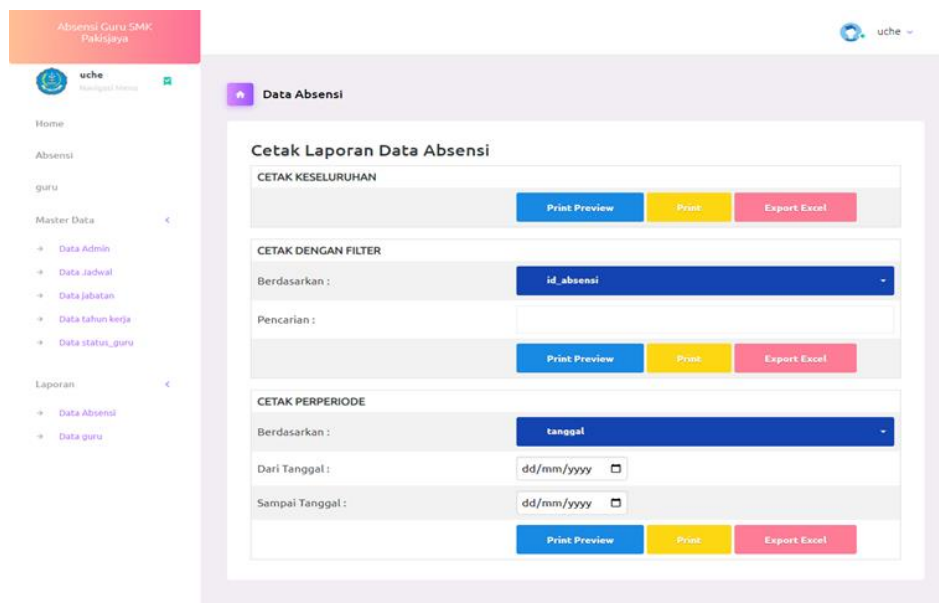 Absensi Guru SMK
Pakisjaya
uche
uche
Navigasi Menu
Data Absensi
Home
Absensi
guru
Master Data
Data Admin
Data Jadwal
Data jabatan
Data tahun kerja
Data status_guru
Laporan
Data Absensi
Data guru
Cetak Laporan Data Absensi
CETAK KESELURUHAN
Print Preview Print Export Excel
CETAK DENGAN FILTER
Berdasarkan : id_absensi
Pencarian :
Print Preview Print Export Excel
CETAK PERPERIODE
Berdasarkan : tanggal
Dari Tanggal : dd/mm/yyyy
Sampai Tanggal : dd/mm/yyyy
Print Preview Print Export Excel